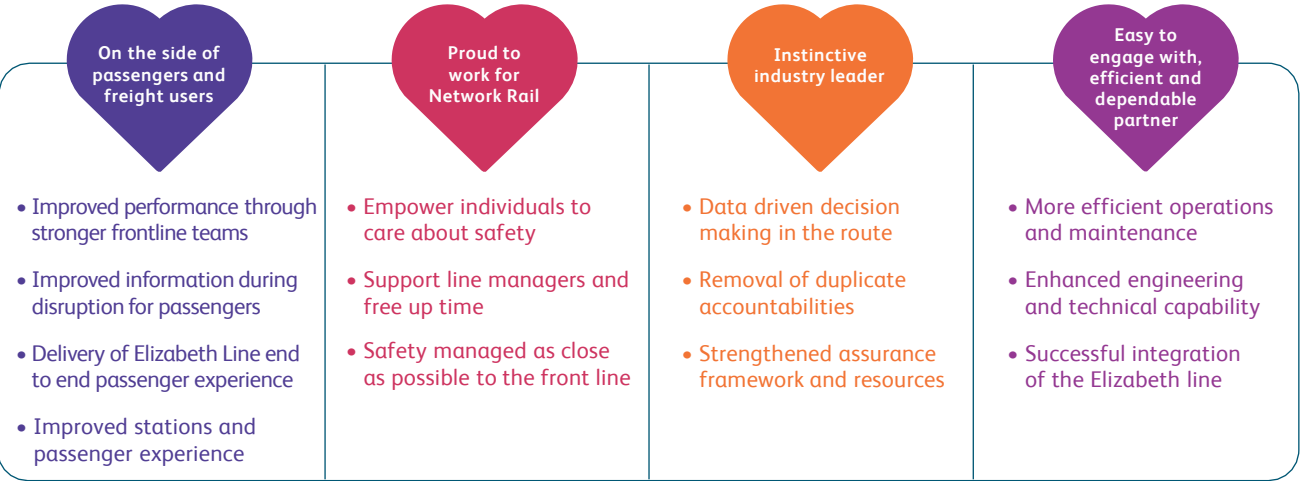 On the side of
passengers and
freight users
• Improved performance through
stronger frontline teams
• Improved information during
disruption for passengers
• Delivery of Elizabeth Line end
to end passenger experience
• Improved stations and
passenger experience
Proud to
work for
Network Rail
• Empower individuals to
care about safety
• Support line managers and
free up time
• Safety managed as close
as possible to the front line
Instinctive
industry leader
• Data driven decision
making in the route
• Removal of duplicate
accountabilities
• Strengthened assurance
framework and resources
Easy to
engage with,
efficient and
dependable
partner
• More efficient operations
and maintenance
• Enhanced engineering
and technical capability
• Successful integration
of the Elizabeth line